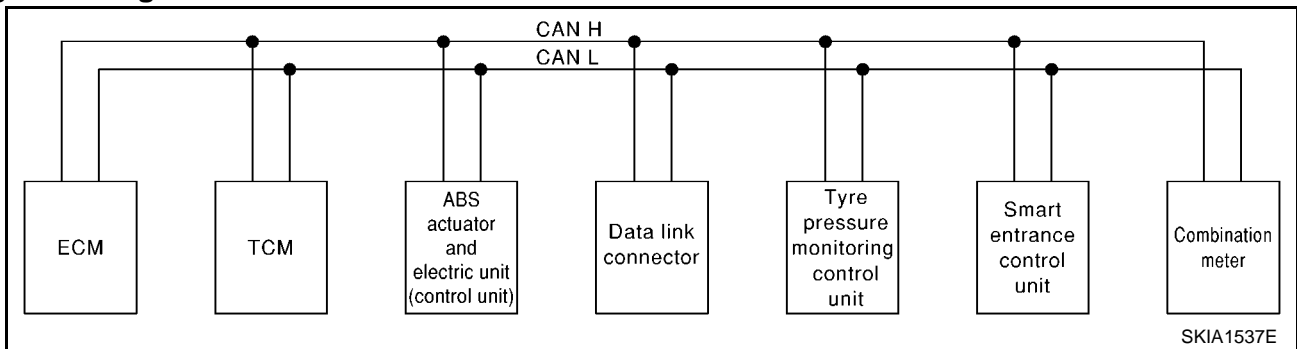 CAN H
CAN L
ECM
TCM
ABS
actuator
and
electric unit
(control unit)
Data link
connector
Tyre
pressure
monitoring
control
unit
Smart
entrance
control
unit
Combination
meter
SKIA1537E